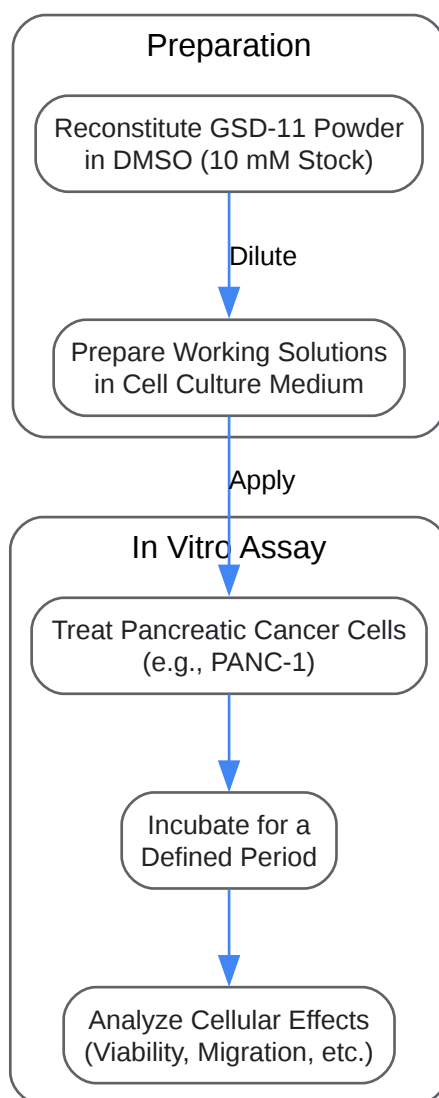 Preparation
Reconstitute GSD-11 Powder
in DMSO (10 mM Stock)
Dilute
Prepare Working Solutions
in Cell Culture Medium
Apply
In Vitro Assay
Treat Pancreatic Cancer Cells
(e.g., PANC-1)
Incubate for a
Defined Period
Analyze Cellular Effects
(Viability, Migration, etc.)